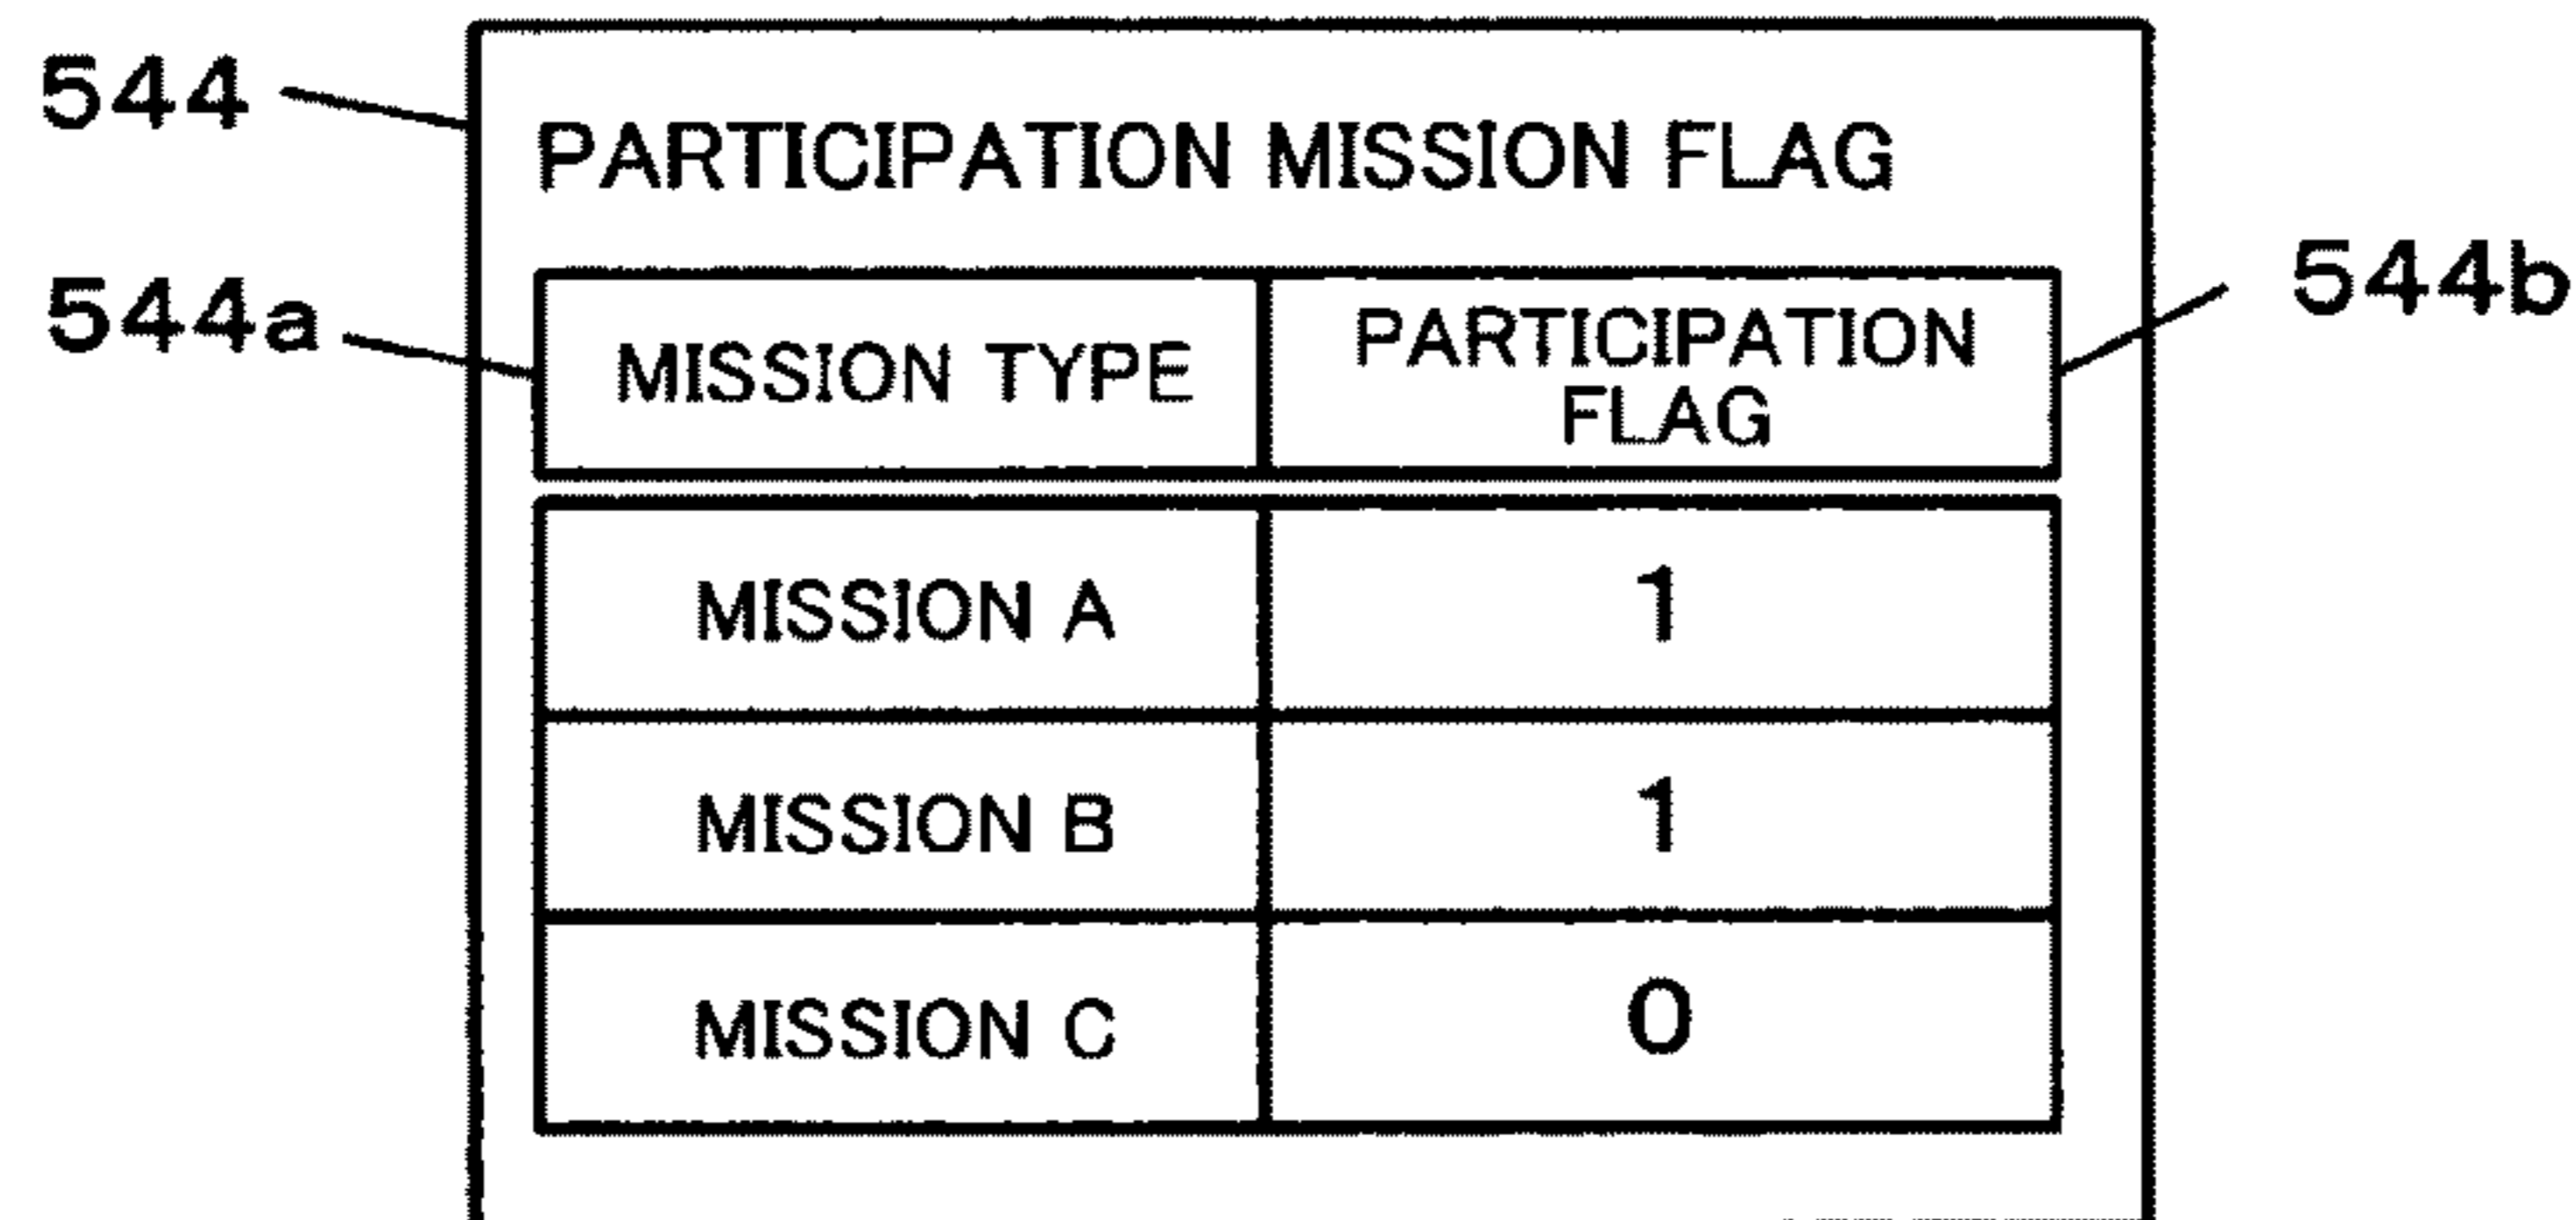 544
PARTICIPATION MISSION FLAG
544a
544b
MISSION TYPE
PARTICIPATION
FLAG
MISSION A
1
MISSION B
1
MISSION C
0